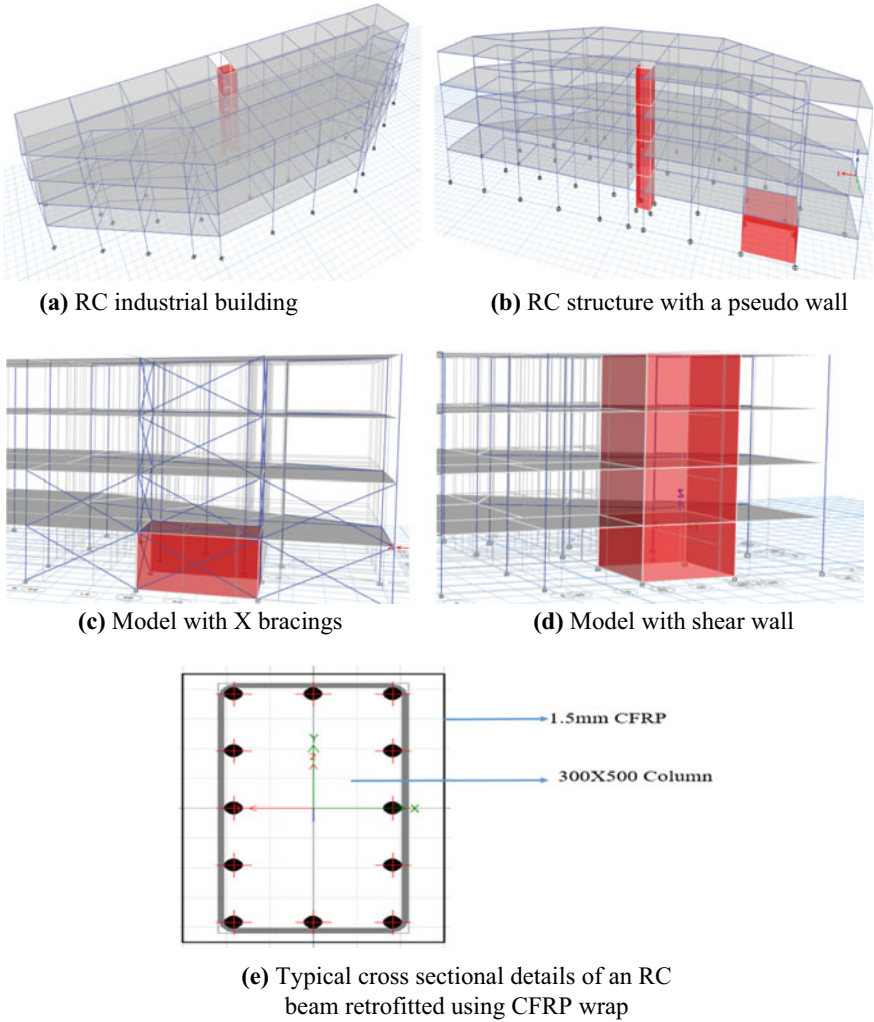 (a) RC industrial building
(b) RC structure with a pseudo wall
(c) Model with X bracings
(d) Model with shear wall
1.5mm CFRP
300X500 Column
Y
Z
X
(e) Typical cross sectional details of an RC
beam retrofitted using CFRP wrap